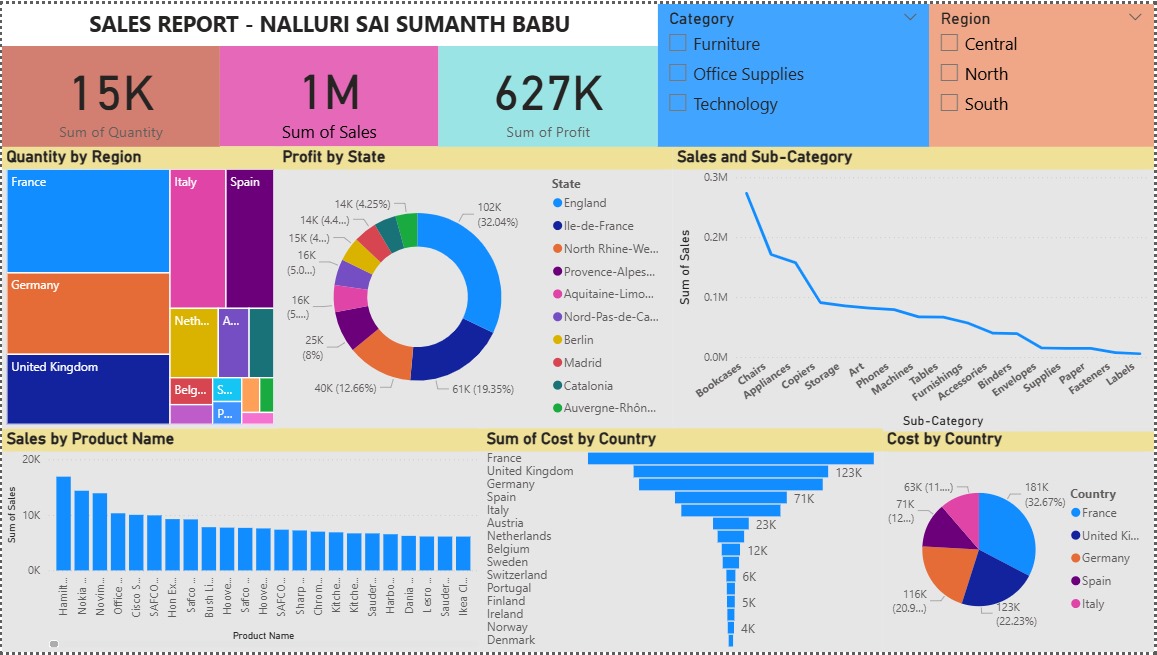 SALES REPORT - NALLURI SAI SUMANTH BABU
15K
Sum of Quantity
1M
Sum of Sales
627K
Sum of Profit
Category
Furniture
Office Supplies
Technology
Region
Central
North
South
Quantity by Region
France
Italy
Spain
Germany
Neth...
A...
United Kingdom
Belg...
S...
P...
Profit by State
102K
(32.04%)
61K (19.35%)
40K (12.66%)
25K
(8%)
16K
(5....)
16K
(5.0...)
15K (4...)
14K (4.4...)
14K (4.25%)
State
England
Ile-de-France
North Rhine-We...
Provence-Alpes...
Aquitaine-Limo...
Nord-Pas-de-Ca...
Berlin
Madrid
Catalonia
Auvergne-Rhôn...
Sales and Sub-Category
Sum of Sales
0.3M
0.2M
0.1M
0.0M
Bookcases
Chairs
Appliances
Copiers
Storage
Art
Phones
Machines
Tables
Furnishings
Accessories
Binders
Envelopes
Supplies
Paper
Fasteners
Labels
Sub-Category
Sales by Product Name
Sum of Sales
20K
10K
0K
Hamilt...
Nokia ...
Novim...
Office ...
Cisco S...
SAFCO...
Hon Ex...
Safco ...
Bush Li...
Hoove...
Safco ...
Hoove...
SAFCO...
Sharp ...
Chrom...
Kitche...
Kitche...
Sauder...
Harbo...
Dania ...
Lesro ...
Sauder...
Ikea Cl...
Product Name
Sum of Cost by Country
France
United Kingdom
Germany
Spain
Italy
Austria
Netherlands
Belgium
Sweden
Switzerland
Portugal
Finland
Ireland
Norway
Denmark
123K
71K
23K
12K
6K
5K
4K
Cost by Country
181K
(32.67%)
123K
(22.23%)
116K
(20.9...)
71K
(12...)
63K (11....)
Country
France
United Ki...
Germany
Spain
Italy